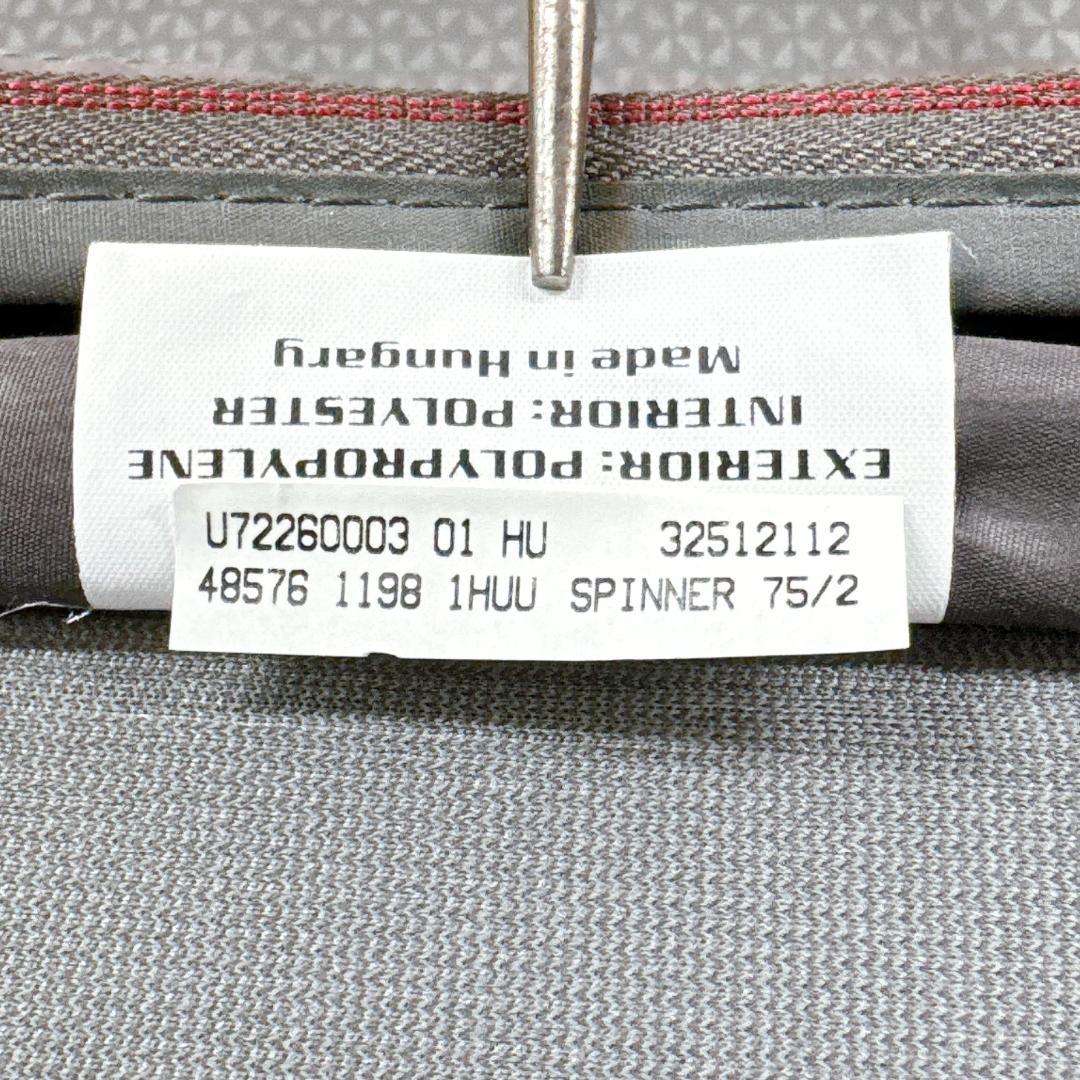 EXTERIOR: POLYPROPYLENE
INTERIOR: POLYESTER
Made in Hungary
U72260003 01 HU 32512112
48576 1198 1HUU SPINNER 75/2